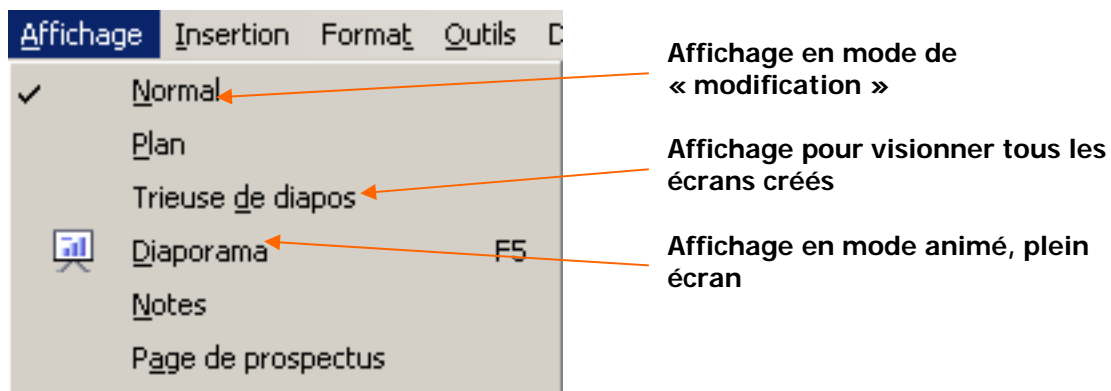 Affichage Insertion Format Outils
Normal
Plan
Trieuse de diapos
Diaporama F5
Notes
Page de prospectus
Affichage en mode de
« modification »
Affichage pour visionner tous les
écrans créés
Affichage en mode animé, plein
écran